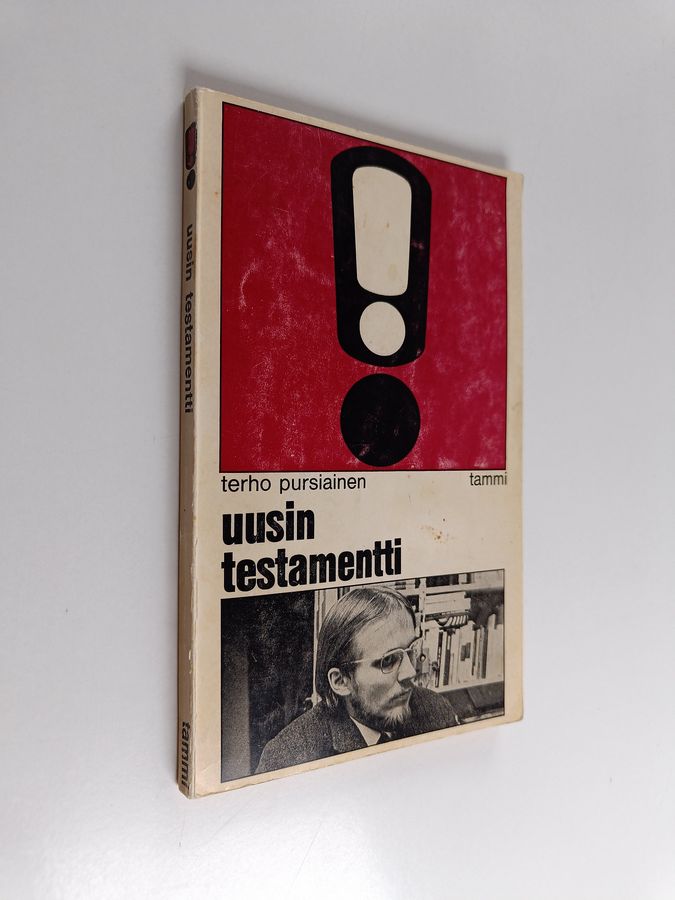 terho pursiainen
tammi
uusin
testamentti
uusin testamentti
tammi